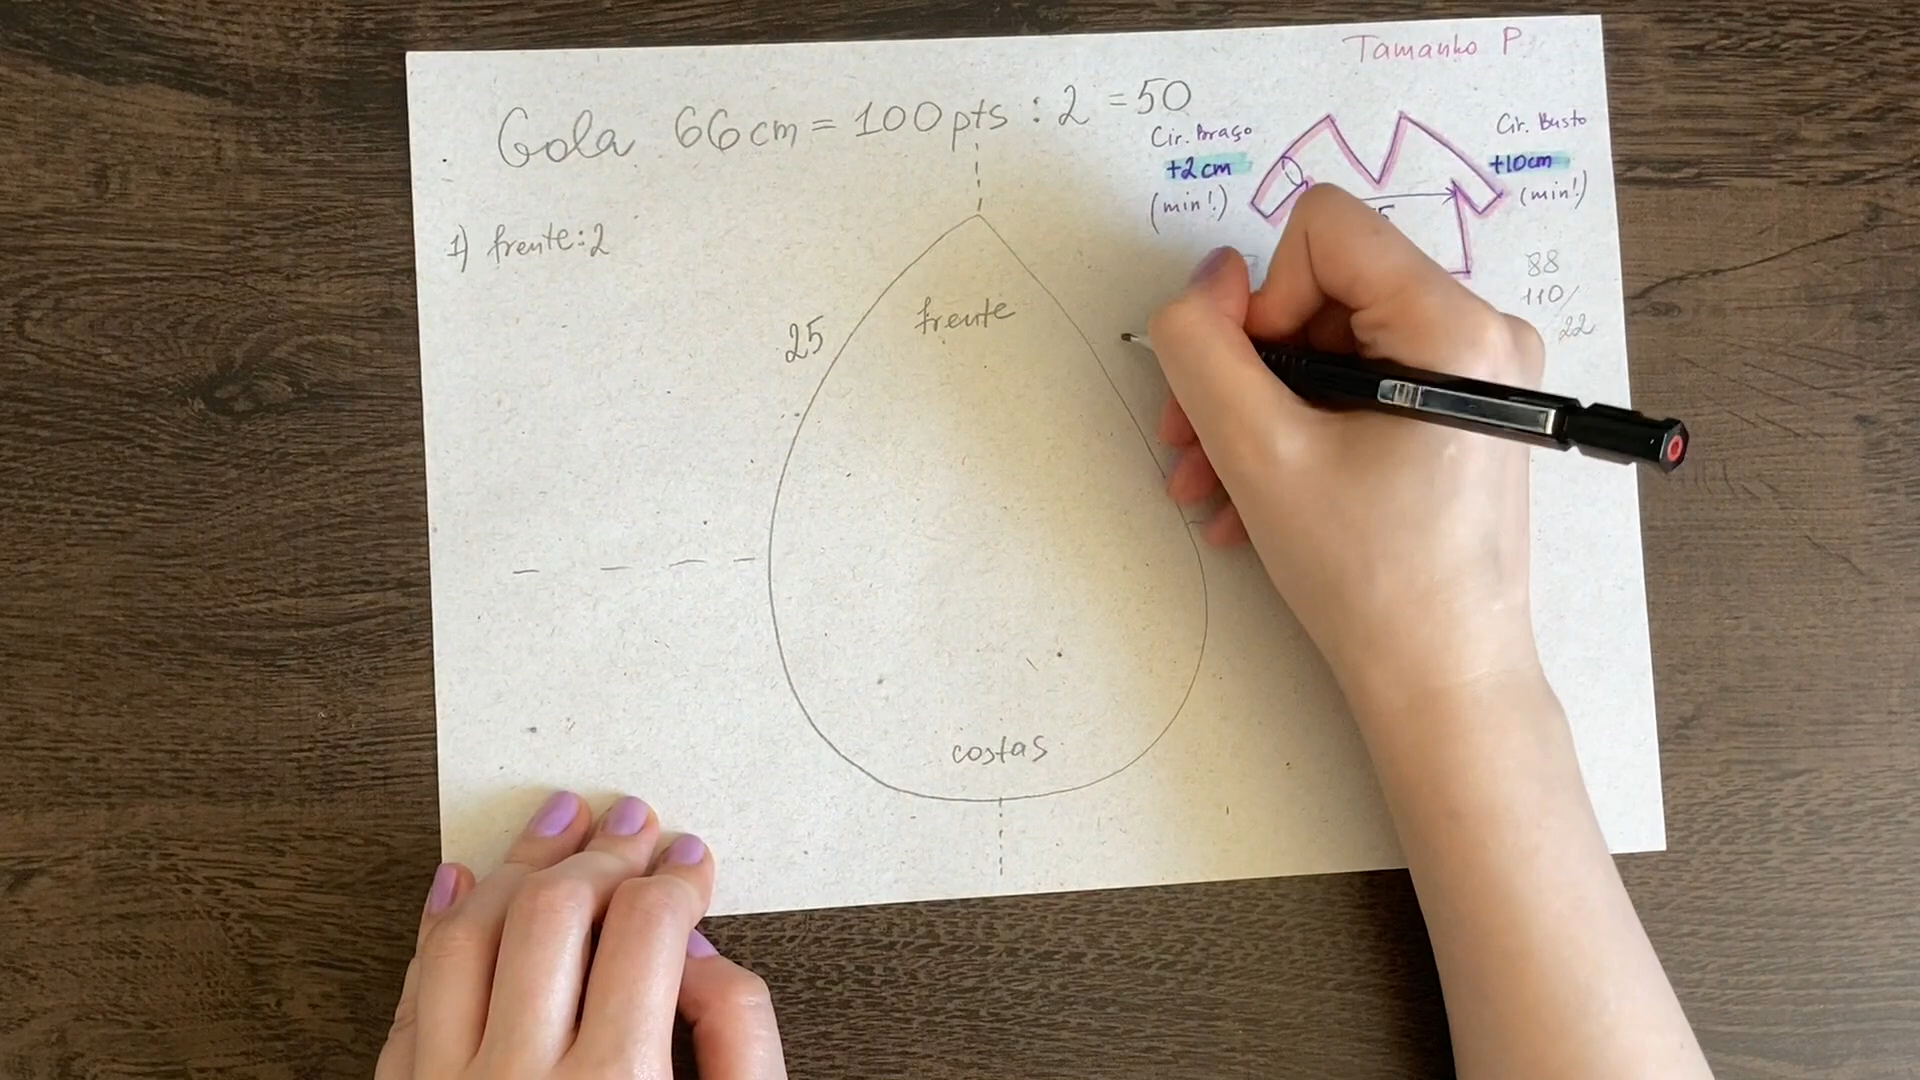 Tamanho P
Gola 66cm = 100pts : 2 = 50
Cir. Braço
+2cm
(min!)
Cir. Busto
+10cm
(min!)
1) frente:2
88
110/
22
25
frente
costas